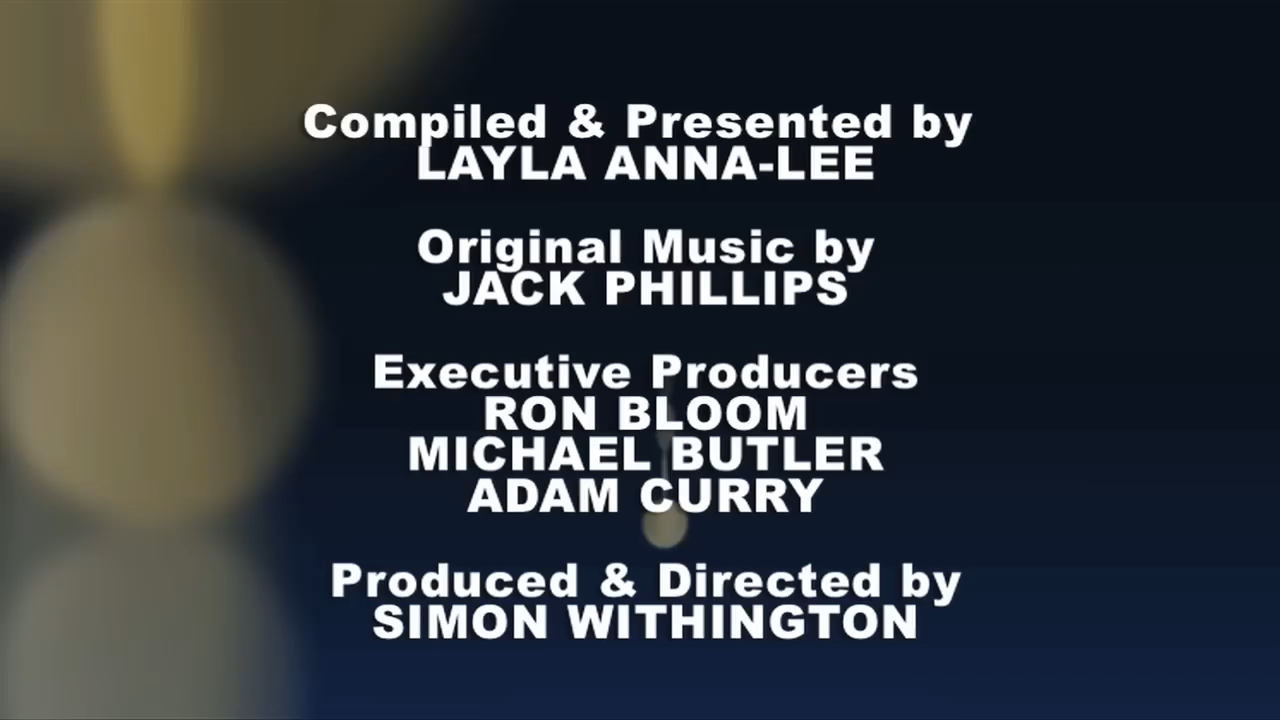 Compiled & Presented by
LAYLA ANNA-LEE
Original Music by
JACK PHILLIPS
Executive Producers
RON BLOOM
MICHAEL BUTLER
ADAM CURRY
Produced & Directed by
SIMON WITHINGTON